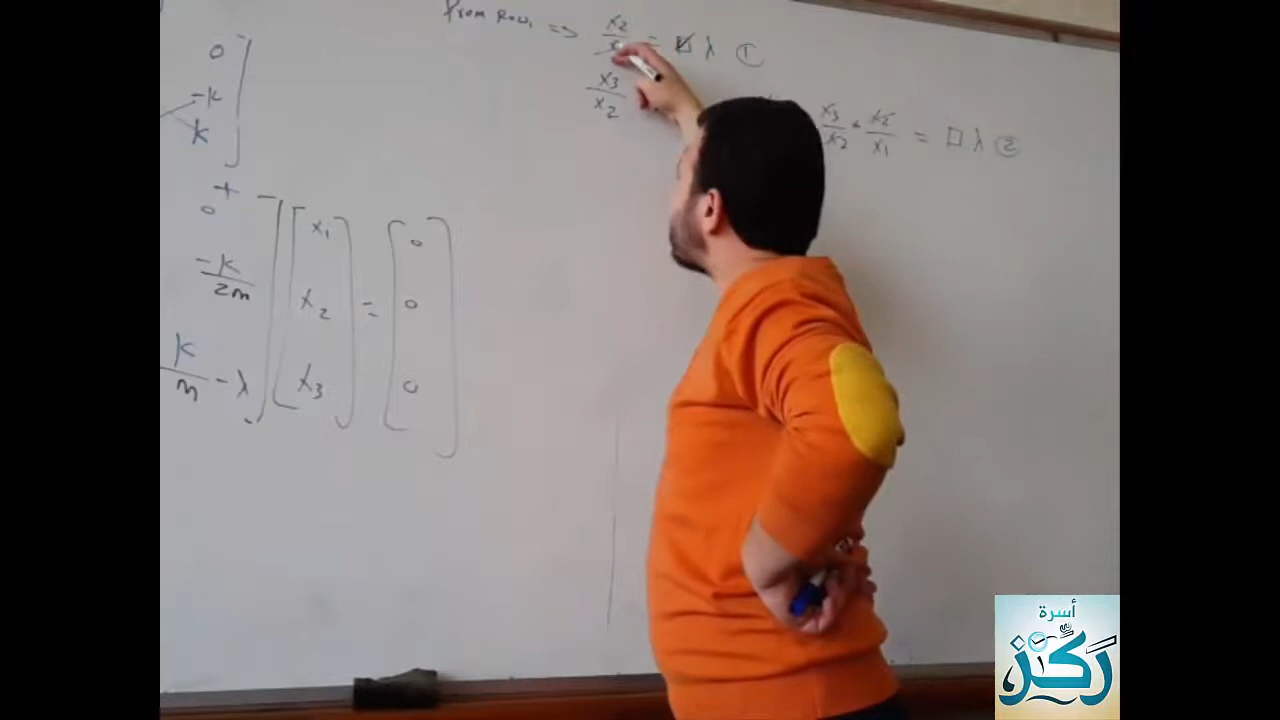 From Row₁ ⇒ x₂/x₁ = □ λ ①
x₃/x₂
x₃/x₂ * x₂/x₁ = □ λ ②
0
-k
k
0
-k/2m
k/m - λ
x₁
x₂
x₃
=
0
0
0
أسرة
رَكِّز